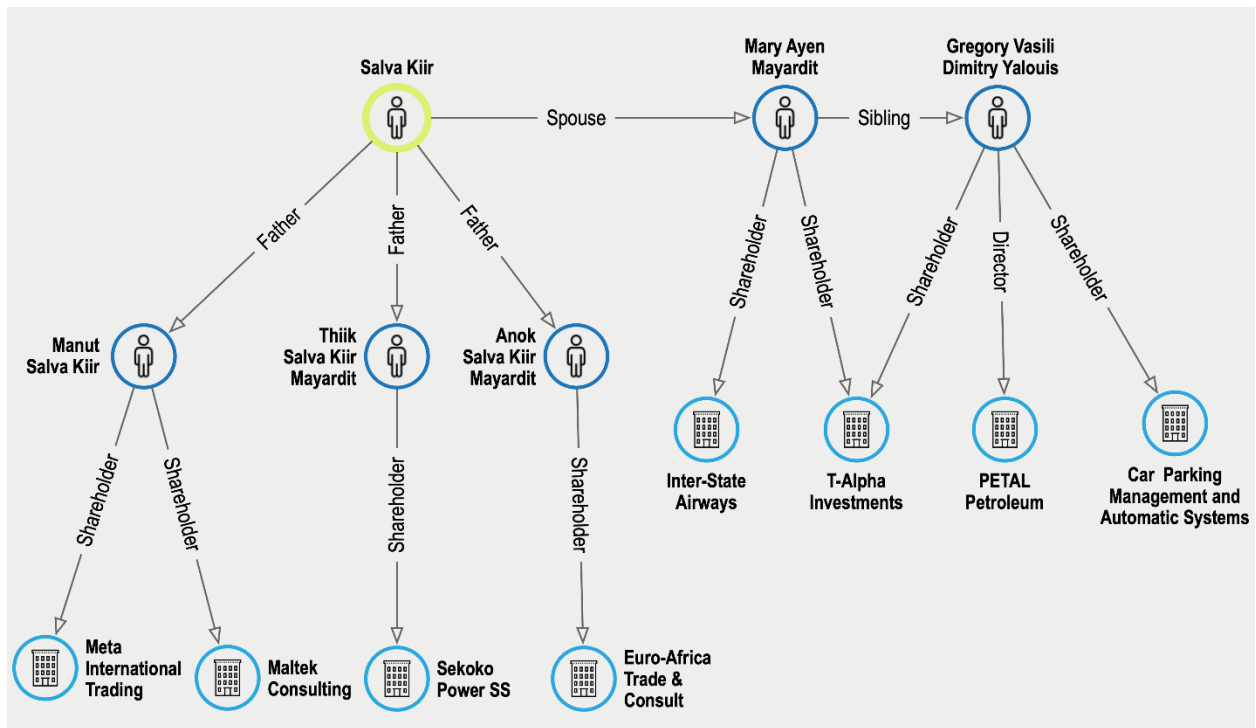 Salva Kiir
Mary Ayen
Mayardit
Gregory Vasili
Dimitry Yalouis
Spouse
Sibling
Father
Father
Father
Shareholder
Shareholder
Shareholder
Director
Shareholder
Manut
Salva Kiir
Thiik
Salva Kiir
Mayardit
Anok
Salva Kiir
Mayardit
Inter-State
Airways
T-Alpha
Investments
PETAL
Petroleum
Car Parking
Management and
Automatic Systems
Shareholder
Shareholder
Shareholder
Shareholder
Meta
International
Trading
Maltek
Consulting
Sekoko
Power SS
Euro-Africa
Trade &
Consult